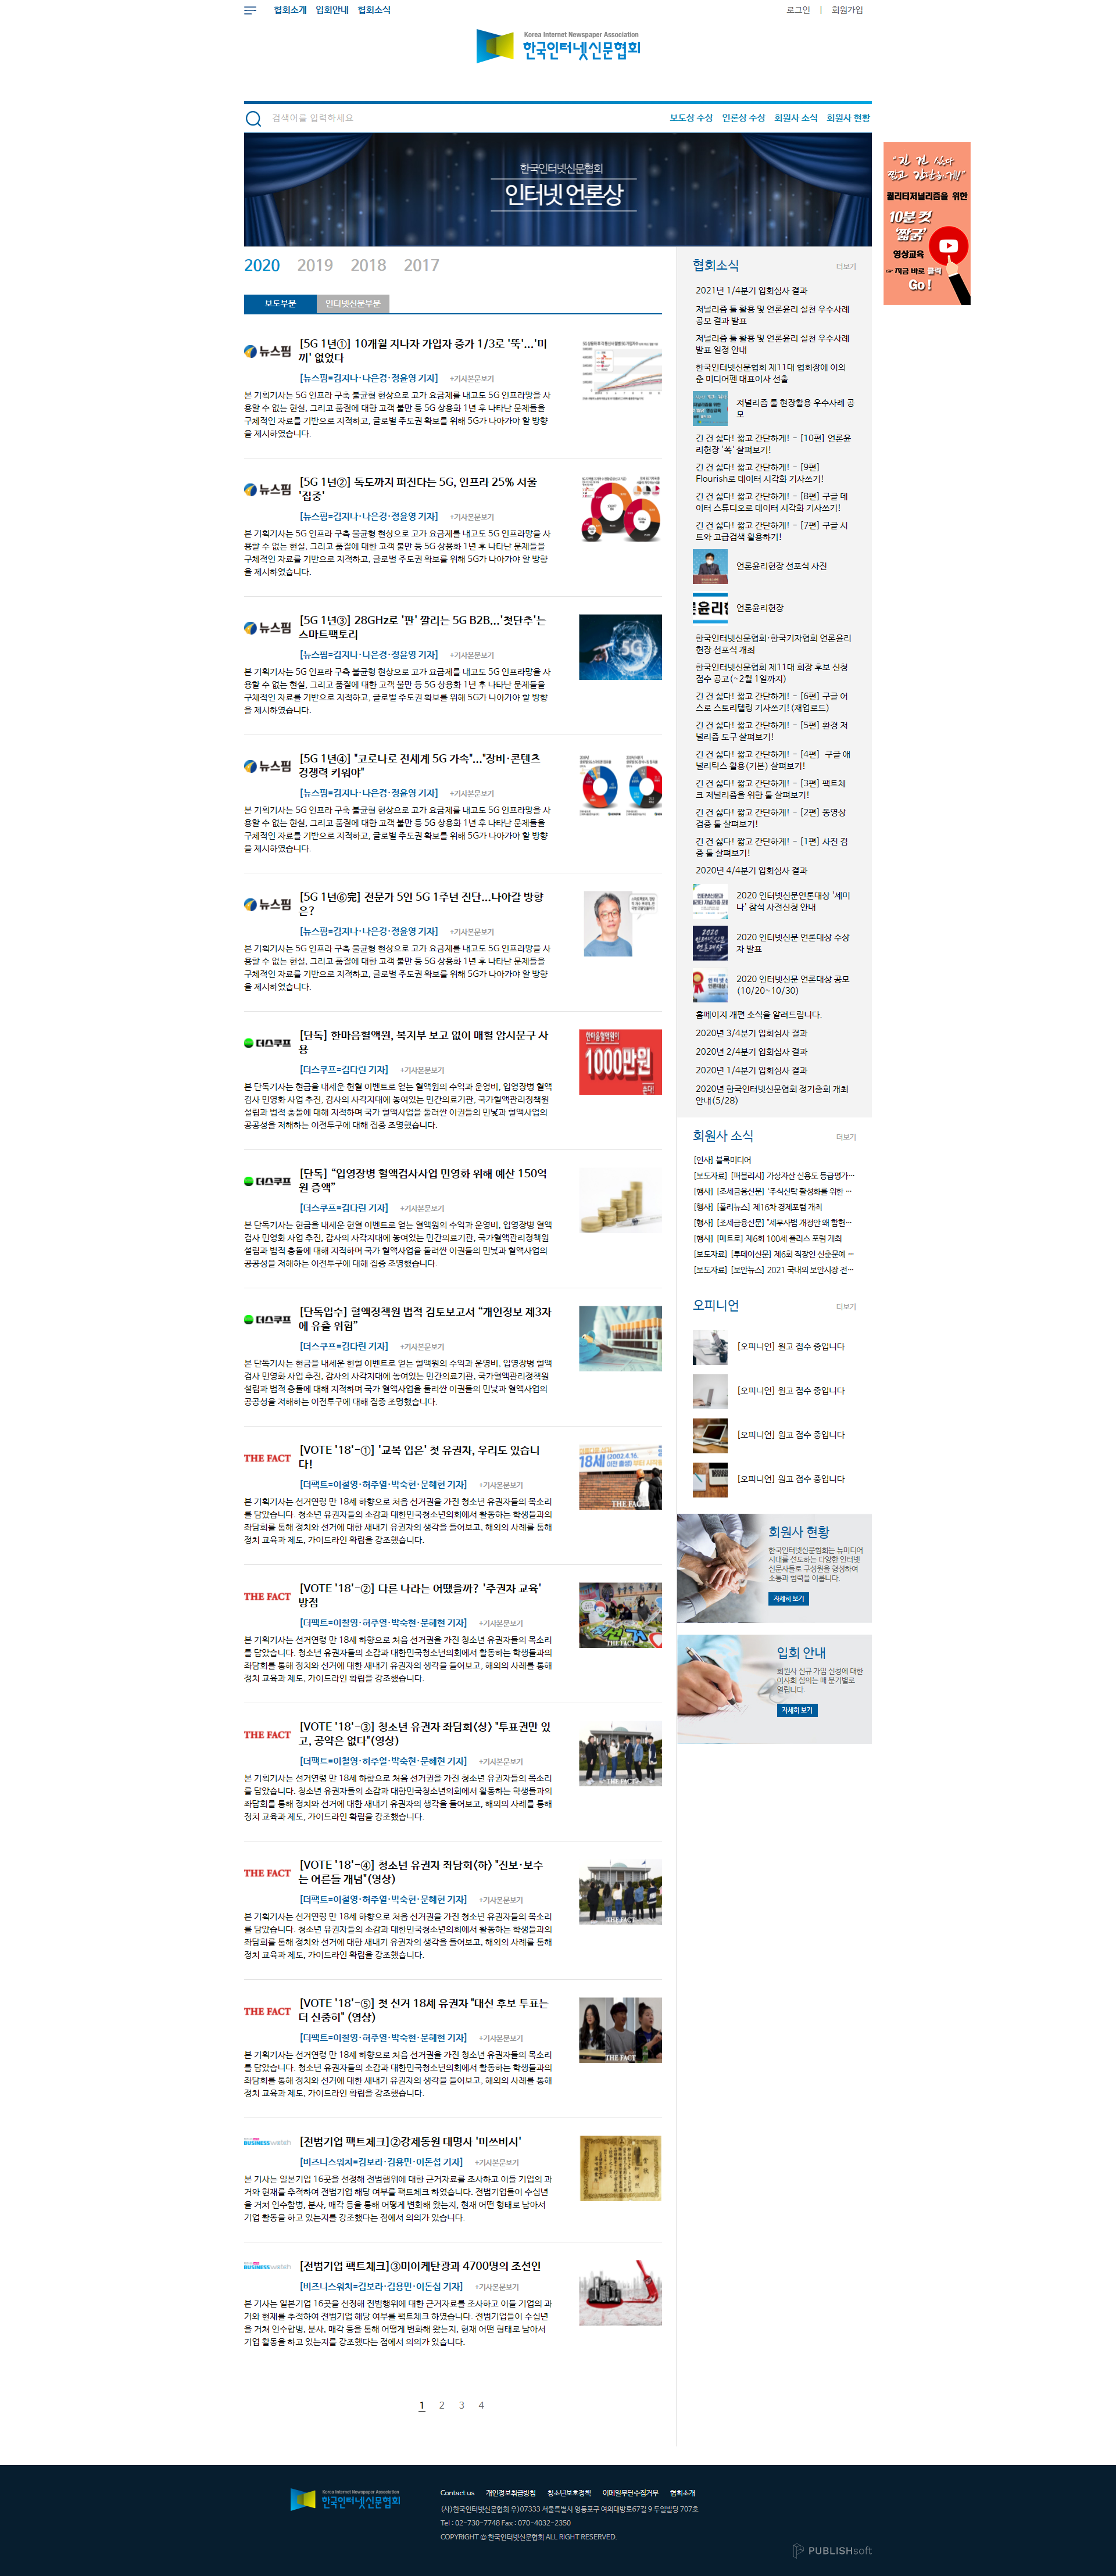 협회소개 입회안내 협회소식
로그인 | 회원가입
Korea Internet Newspaper Association
한국인터넷신문협회
검색어를 입력하세요
보도상 수상 언론상 수상 회원사 소식 회원사 현황
한국인터넷신문협회
인터넷 언론상
2020 2019 2018 2017
보도부문 인터넷신문부문
뉴스핌
[5G 1년①] 10개월 지나자 가입자 증가 1/3로 '뚝'...'미
끼' 없었다
[뉴스핌=김지나·나은경·정윤영 기자] +기사본문보기
본 기획기사는 5G 인프라 구축 불균형 현상으로 고가 요금제를 내고도 5G 인프라망을 사
용할 수 없는 현실, 그리고 품질에 대한 고객 불만 등 5G 상용화 1년 후 나타난 문제들을
구체적인 자료를 기반으로 지적하고, 글로벌 주도권 확보를 위해 5G가 나아가야 할 방향
을 제시하였습니다.
뉴스핌
[5G 1년②] 독도까지 퍼진다는 5G, 인프라 25% 서울
'집중'
[뉴스핌=김지나·나은경·정윤영 기자] +기사본문보기
본 기획기사는 5G 인프라 구축 불균형 현상으로 고가 요금제를 내고도 5G 인프라망을 사
용할 수 없는 현실, 그리고 품질에 대한 고객 불만 등 5G 상용화 1년 후 나타난 문제들을
구체적인 자료를 기반으로 지적하고, 글로벌 주도권 확보를 위해 5G가 나아가야 할 방향
을 제시하였습니다.
뉴스핌
[5G 1년③] 28GHz로 '판' 깔리는 5G B2B...'첫단추'는
스마트팩토리
[뉴스핌=김지나·나은경·정윤영 기자] +기사본문보기
본 기획기사는 5G 인프라 구축 불균형 현상으로 고가 요금제를 내고도 5G 인프라망을 사
용할 수 없는 현실, 그리고 품질에 대한 고객 불만 등 5G 상용화 1년 후 나타난 문제들을
구체적인 자료를 기반으로 지적하고, 글로벌 주도권 확보를 위해 5G가 나아가야 할 방향
을 제시하였습니다.
5G
뉴스핌
[5G 1년④] "코로나로 전세계 5G 가속"..."장비·콘텐츠
경쟁력 키워야"
[뉴스핌=김지나·나은경·정윤영 기자] +기사본문보기
본 기획기사는 5G 인프라 구축 불균형 현상으로 고가 요금제를 내고도 5G 인프라망을 사
용할 수 없는 현실, 그리고 품질에 대한 고객 불만 등 5G 상용화 1년 후 나타난 문제들을
구체적인 자료를 기반으로 지적하고, 글로벌 주도권 확보를 위해 5G가 나아가야 할 방향
을 제시하였습니다.
뉴스핌
[5G 1년⑥完] 전문가 5인 5G 1주년 진단...나아갈 방향
은?
[뉴스핌=김지나·나은경·정윤영 기자] +기사본문보기
본 기획기사는 5G 인프라 구축 불균형 현상으로 고가 요금제를 내고도 5G 인프라망을 사
용할 수 없는 현실, 그리고 품질에 대한 고객 불만 등 5G 상용화 1년 후 나타난 문제들을
구체적인 자료를 기반으로 지적하고, 글로벌 주도권 확보를 위해 5G가 나아가야 할 방향
을 제시하였습니다.
더스쿠프
[단독] 한마음혈액원, 복지부 보고 없이 매혈 암시문구 사
용
[더스쿠프=김다린 기자] +기사본문보기
본 단독기사는 현금을 내세운 헌혈 이벤트로 얻는 혈액원의 수익과 운영비, 입영장병 혈액
검사 민영화 사업 추진, 감사의 사각지대에 놓여있는 민간의료기관, 국가혈액관리정책원
설립과 법적 충돌에 대해 지적하며 국가 혈액사업을 둘러싼 이권들의 민낯과 혈액사업의
공공성을 저해하는 이전투구에 대해 집중 조명했습니다.
한마음혈액원이
1000만원
쏜다!
더스쿠프
[단독] “입영장병 혈액검사사업 민영화 위해 예산 150억
원 증액”
[더스쿠프=김다린 기자] +기사본문보기
본 단독기사는 현금을 내세운 헌혈 이벤트로 얻는 혈액원의 수익과 운영비, 입영장병 혈액
검사 민영화 사업 추진, 감사의 사각지대에 놓여있는 민간의료기관, 국가혈액관리정책원
설립과 법적 충돌에 대해 지적하며 국가 혈액사업을 둘러싼 이권들의 민낯과 혈액사업의
공공성을 저해하는 이전투구에 대해 집중 조명했습니다.
더스쿠프
[단독입수] 혈액정책원 법적 검토보고서 “개인정보 제3자
에 유출 위험”
[더스쿠프=김다린 기자] +기사본문보기
본 단독기사는 현금을 내세운 헌혈 이벤트로 얻는 혈액원의 수익과 운영비, 입영장병 혈액
검사 민영화 사업 추진, 감사의 사각지대에 놓여있는 민간의료기관, 국가혈액관리정책원
설립과 법적 충돌에 대해 지적하며 국가 혈액사업을 둘러싼 이권들의 민낯과 혈액사업의
공공성을 저해하는 이전투구에 대해 집중 조명했습니다.
THE FACT
[VOTE '18'-①] '교복 입은' 첫 유권자, 우리도 있습니
다!
[더팩트=이철영·허주열·박숙현·문혜현 기자] +기사본문보기
본 기획기사는 선거연령 만 18세 하향으로 처음 선거권을 가진 청소년 유권자들의 목소리
를 담았습니다. 청소년 유권자들의 소감과 대한민국청소년의회에서 활동하는 학생들과의
좌담회를 통해 정치와 선거에 대한 새내기 유권자의 생각을 들어보고, 해외의 사례를 통해
정치 교육과 제도, 가이드라인 확립을 강조했습니다.
18세
THE FACT
THE FACT
[VOTE '18'-②] 다른 나라는 어땠을까? '주권자 교육'
방점
[더팩트=이철영·허주열·박숙현·문혜현 기자] +기사본문보기
본 기획기사는 선거연령 만 18세 하향으로 처음 선거권을 가진 청소년 유권자들의 목소리
를 담았습니다. 청소년 유권자들의 소감과 대한민국청소년의회에서 활동하는 학생들과의
좌담회를 통해 정치와 선거에 대한 새내기 유권자의 생각을 들어보고, 해외의 사례를 통해
정치 교육과 제도, 가이드라인 확립을 강조했습니다.
THE FACT
THE FACT
[VOTE '18'-③] 청소년 유권자 좌담회<상> "투표권만 있
고, 공약은 없다"(영상)
[더팩트=이철영·허주열·박숙현·문혜현 기자] +기사본문보기
본 기획기사는 선거연령 만 18세 하향으로 처음 선거권을 가진 청소년 유권자들의 목소리
를 담았습니다. 청소년 유권자들의 소감과 대한민국청소년의회에서 활동하는 학생들과의
좌담회를 통해 정치와 선거에 대한 새내기 유권자의 생각을 들어보고, 해외의 사례를 통해
정치 교육과 제도, 가이드라인 확립을 강조했습니다.
THE FACT
THE FACT
[VOTE '18'-④] 청소년 유권자 좌담회<하> "진보·보수
는 어른들 개념"(영상)
[더팩트=이철영·허주열·박숙현·문혜현 기자] +기사본문보기
본 기획기사는 선거연령 만 18세 하향으로 처음 선거권을 가진 청소년 유권자들의 목소리
를 담았습니다. 청소년 유권자들의 소감과 대한민국청소년의회에서 활동하는 학생들과의
좌담회를 통해 정치와 선거에 대한 새내기 유권자의 생각을 들어보고, 해외의 사례를 통해
정치 교육과 제도, 가이드라인 확립을 강조했습니다.
THE FACT
THE FACT
[VOTE '18'-⑤] 첫 선거 18세 유권자 "대선 후보 투표는
더 신중히" (영상)
[더팩트=이철영·허주열·박숙현·문혜현 기자] +기사본문보기
본 기획기사는 선거연령 만 18세 하향으로 처음 선거권을 가진 청소년 유권자들의 목소리
를 담았습니다. 청소년 유권자들의 소감과 대한민국청소년의회에서 활동하는 학생들과의
좌담회를 통해 정치와 선거에 대한 새내기 유권자의 생각을 들어보고, 해외의 사례를 통해
정치 교육과 제도, 가이드라인 확립을 강조했습니다.
THE FACT
BUSINESS watch
[전범기업 팩트체크]②강제동원 대명사 '미쓰비시'
[비즈니스워치=김보라·김용민·이돈섭 기자] +기사본문보기
본 기사는 일본기업 16곳을 선정해 전범행위에 대한 근거자료를 조사하고 이들 기업의 과
거와 현재를 추적하여 전범기업 해당 여부를 팩트체크 하였습니다. 전범기업들이 수십년
을 거쳐 인수합병, 분사, 매각 등을 통해 어떻게 변화해 왔는지, 현재 어떤 형태로 남아서
기업 활동을 하고 있는지를 강조했다는 점에서 의의가 있습니다.
BUSINESS watch
[전범기업 팩트체크]③미이케탄광과 4700명의 조선인
[비즈니스워치=김보라·김용민·이돈섭 기자] +기사본문보기
본 기사는 일본기업 16곳을 선정해 전범행위에 대한 근거자료를 조사하고 이들 기업의 과
거와 현재를 추적하여 전범기업 해당 여부를 팩트체크 하였습니다. 전범기업들이 수십년
을 거쳐 인수합병, 분사, 매각 등을 통해 어떻게 변화해 왔는지, 현재 어떤 형태로 남아서
기업 활동을 하고 있는지를 강조했다는 점에서 의의가 있습니다.
1 2 3 4
협회소식 더보기
2021년 1/4분기 입회심사 결과
저널리즘 툴 활용 및 언론윤리 실천 우수사례
공모 결과 발표
저널리즘 툴 활용 및 언론윤리 실천 우수사례
발표 일정 안내
한국인터넷신문협회 제11대 협회장에 이의
춘 미디어펜 대표이사 선출
저널리즘 툴 현장활용 우수사례 공
모
긴 건 싫다! 짧고 간단하게! - [10편] 언론윤
리헌장 '쏙' 살펴보기!
긴 건 싫다! 짧고 간단하게! - [9편]
Flourish로 데이터 시각화 기사쓰기!
긴 건 싫다! 짧고 간단하게! - [8편] 구글 데
이터 스튜디오로 데이터 시각화 기사쓰기!
긴 건 싫다! 짧고 간단하게! - [7편] 구글 시
트와 고급검색 활용하기!
언론윤리헌장 선포식 사진
론윤리헌
언론윤리헌장
한국인터넷신문협회·한국기자협회 언론윤리
헌장 선포식 개최
한국인터넷신문협회 제11대 회장 후보 신청
접수 공고(~2월 1일까지)
긴 건 싫다! 짧고 간단하게! - [6편] 구글 어
스로 스토리텔링 기사쓰기!(재업로드)
긴 건 싫다! 짧고 간단하게! - [5편] 환경 저
널리즘 도구 살펴보기!
긴 건 싫다! 짧고 간단하게! - [4편] 구글 애
널리틱스 활용(기본) 살펴보기!
긴 건 싫다! 짧고 간단하게! - [3편] 팩트체
크 저널리즘을 위한 툴 살펴보기!
긴 건 싫다! 짧고 간단하게! - [2편] 동영상
검증 툴 살펴보기!
긴 건 싫다! 짧고 간단하게! - [1편] 사진 검
증 툴 살펴보기!
2020년 4/4분기 입회심사 결과
2020 인터넷신문언론대상 '세미
나' 참석 사전신청 안내
2020 인터넷신문 언론대상 수상
자 발표
2020 인터넷신문 언론대상 공모
(10/20~10/30)
홈페이지 개편 소식을 알려드립니다.
2020년 3/4분기 입회심사 결과
2020년 2/4분기 입회심사 결과
2020년 1/4분기 입회심사 결과
2020년 한국인터넷신문협회 정기총회 개최
안내(5/28)
회원사 소식 더보기
[인사] 블록미디어
[보도자료] [퍼블리시] 가상자산 신용도 등급평가…
[행사] [조세금융신문] '주식신탁 활성화를 위한 …
[행사] [폴리뉴스] 제16차 경제포럼 개최
[행사] [조세금융신문] "세무사법 개정안 왜 합헌…
[행사] [메트로] 제6회 100세 플러스 포럼 개최
[보도자료] [투데이신문] 제6회 직장인 신춘문예 …
[보도자료] [보안뉴스] 2021 국내외 보안시장 전…
오피니언 더보기
[오피니언] 원고 접수 중입니다
[오피니언] 원고 접수 중입니다
[오피니언] 원고 접수 중입니다
[오피니언] 원고 접수 중입니다
회원사 현황
한국인터넷신문협회는 뉴미디어
시대를 선도하는 다양한 인터넷
신문사들로 구성원을 형성하여
소통과 협력을 이룹니다.
자세히 보기
입회 안내
회원사 신규 가입 신청에 대한
이사회 심의는 매 분기별로
열립니다.
자세히 보기
"긴 건 싫다
짧고 간단하게!"
퀄리티저널리즘을 위한
10분 컷
'짧굵'
영상교육
지금 바로 클릭
Go !
Korea Internet Newspaper Association
한국인터넷신문협회
Contact us 개인정보취급방침 청소년보호정책 이메일무단수집거부 협회소개
(사)한국인터넷신문협회 우)07333 서울특별시 영등포구 여의대방로67길 9 두일빌딩 707호
Tel : 02-730-7748 Fax : 070-4032-2350
COPYRIGHT © 한국인터넷신문협회 ALL RIGHT RESERVED.
PUBLISHsoft